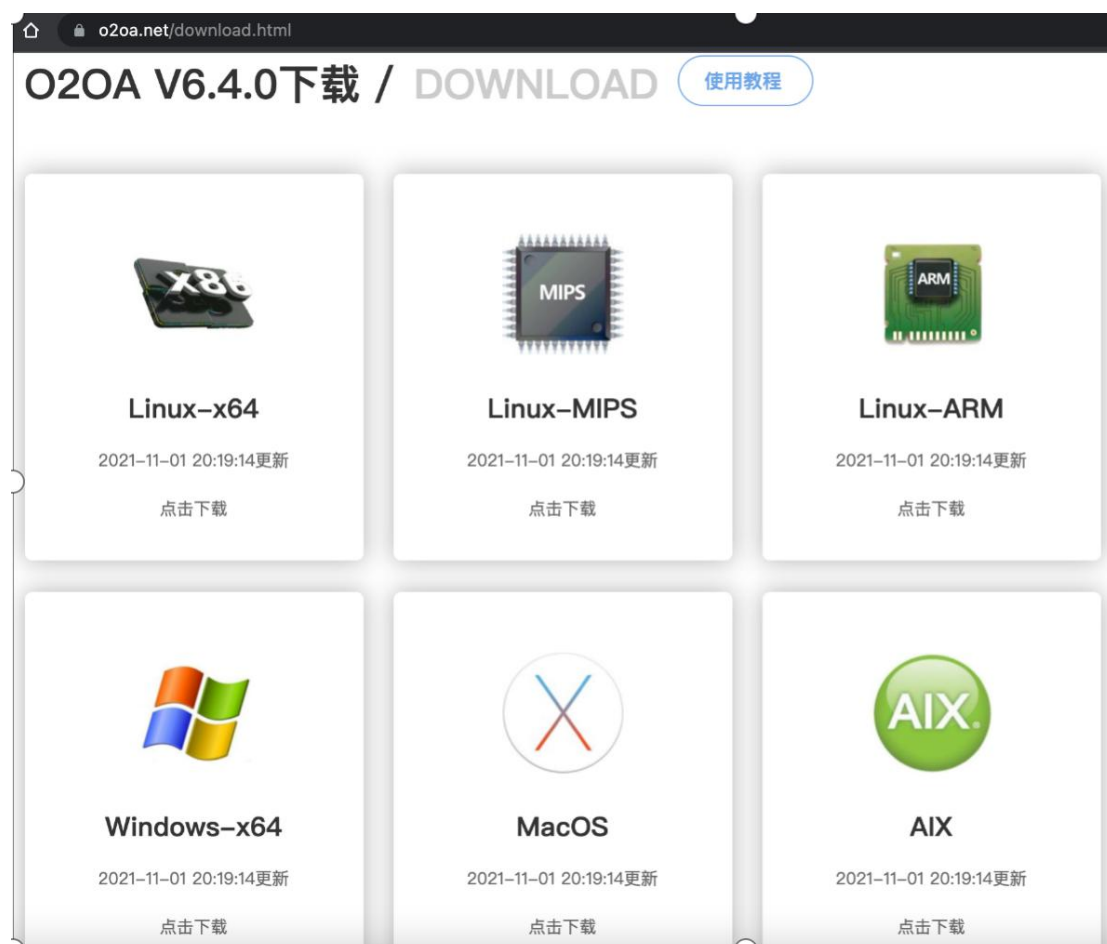 o2oa.net/download.html
O2OA V6.4.0下载 / DOWNLOAD 使用教程
x86
MIPS
ARM
Linux-x64
Linux-MIPS
Linux-ARM
2021-11-01 20:19:14更新
2021-11-01 20:19:14更新
2021-11-01 20:19:14更新
点击下载
点击下载
点击下载
AIX
Windows-x64
MacOS
AIX
2021-11-01 20:19:14更新
2021-11-01 20:19:14更新
2021-11-01 20:19:14更新
点击下载
点击下载
点击下载